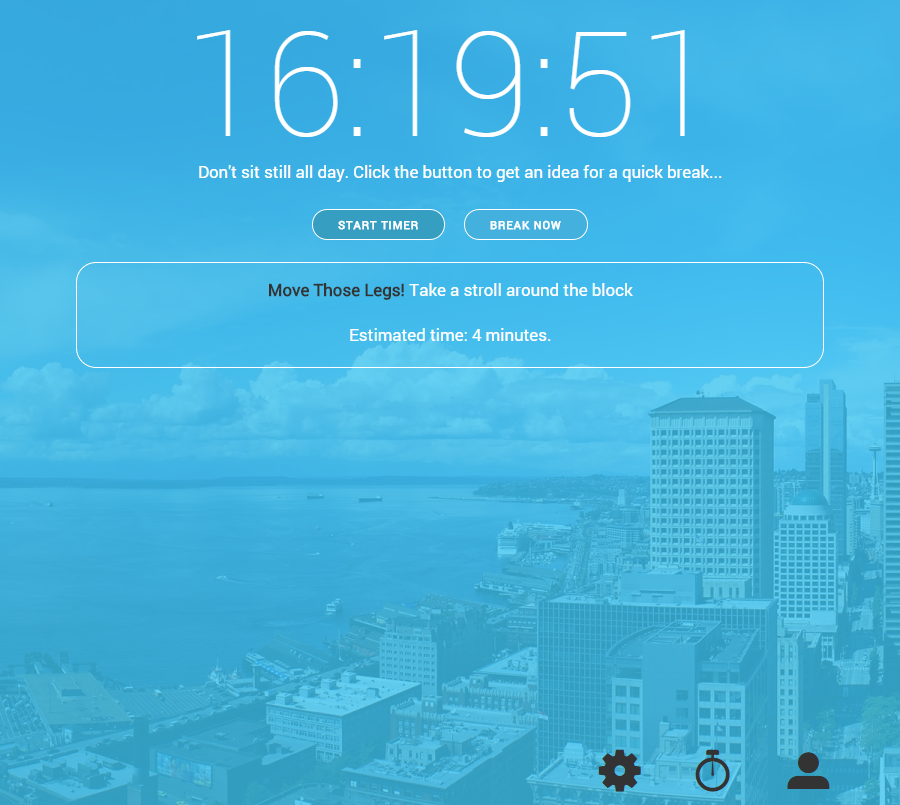 16:19:51
Don't sit still all day. Click the button to get an idea for a quick break...
START TIMER
BREAK NOW
Move Those Legs! Take a stroll around the block
Estimated time: 4 minutes.